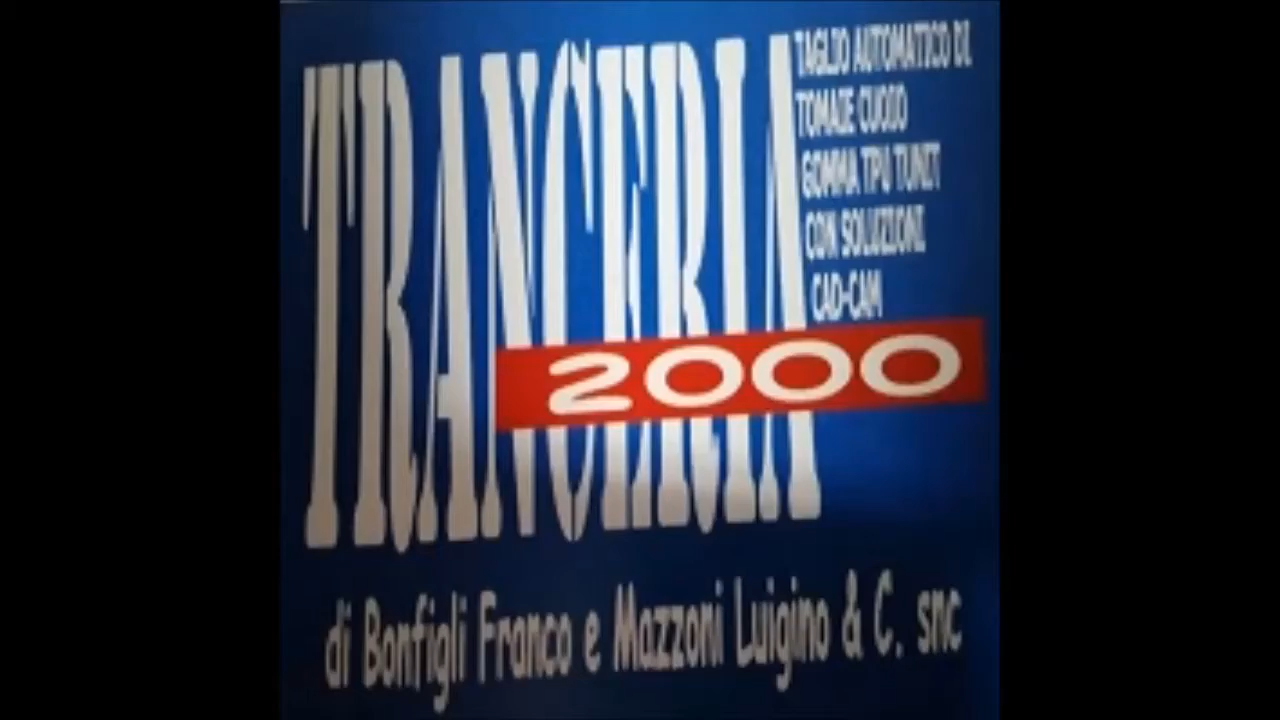 TRANCERIA
2000
TAGLIO AUTOMATICO DI
TOMAIE CUOIO
GOMMA TPU TUNIT
CON SOLUZIONI
CAD-CAM
di Bonfigli Franco e Mazzoni Luigino & C. snc